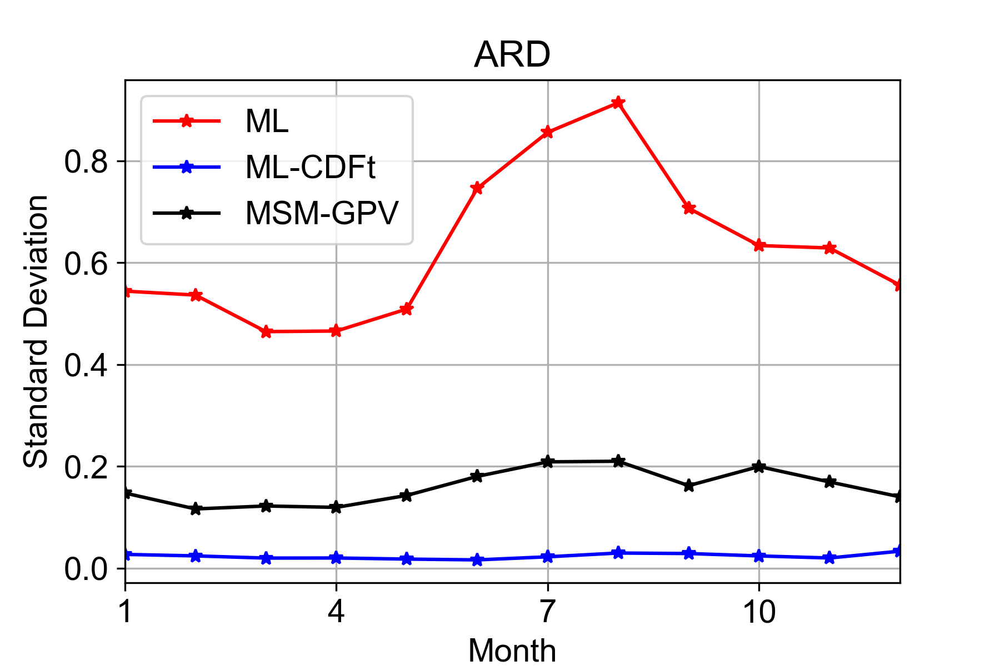 ARD
ML
ML-CDFt
MSM-GPV
Standard Deviation
0.8
0.6
0.4
0.2
0.0
1 4 7 10
Month